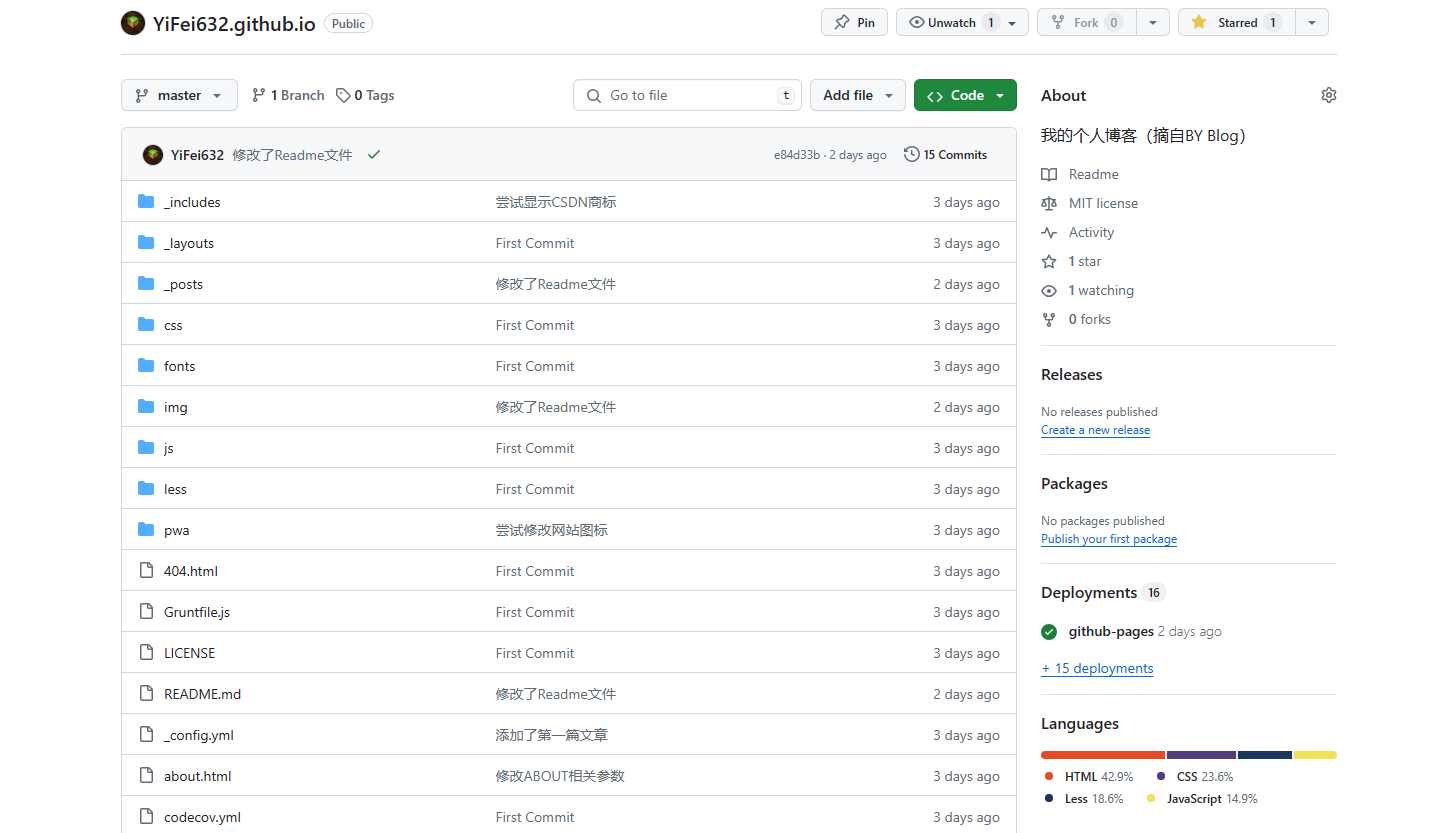 YiFei632.github.io Public Pin Unwatch 1 Fork 0 Starred 1
master 1 Branch 0 Tags Go to file t Add file Code
YiFei632 修改了Readme文件 e84d33b · 2 days ago 15 Commits
_includes 尝试显示CSDN商标 3 days ago
_layouts First Commit 3 days ago
_posts 修改了Readme文件 2 days ago
css First Commit 3 days ago
fonts First Commit 3 days ago
img 修改了Readme文件 2 days ago
js First Commit 3 days ago
less First Commit 3 days ago
pwa 尝试修改网站图标 3 days ago
404.html First Commit 3 days ago
Gruntfile.js First Commit 3 days ago
LICENSE First Commit 3 days ago
README.md 修改了Readme文件 2 days ago
_config.yml 添加了第一篇文章 3 days ago
about.html 修改ABOUT相关参数 3 days ago
codecov.yml First Commit 3 days ago
About
我的个人博客（摘自BY Blog）
Readme
MIT license
Activity
1 star
1 watching
0 forks
Releases
No releases published
Create a new release
Packages
No packages published
Publish your first package
Deployments 16
github-pages 2 days ago
+ 15 deployments
Languages
HTML 42.9% CSS 23.6%
Less 18.6% JavaScript 14.9%